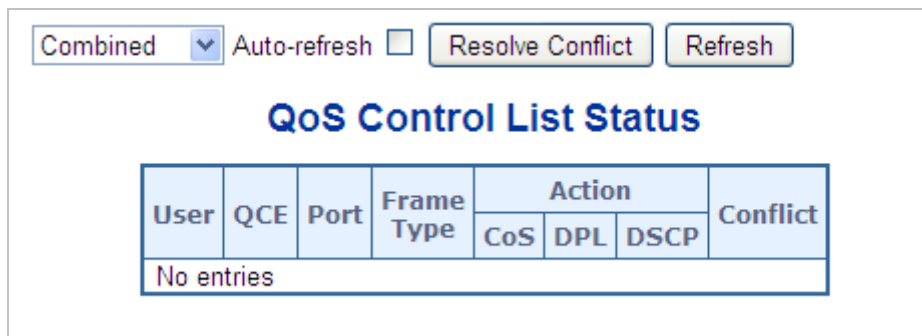 Combined Auto-refresh Resolve Conflict Refresh
QoS Control List Status
User QCE Port Frame Type Action Conflict
CoS DPL DSCP
No entries